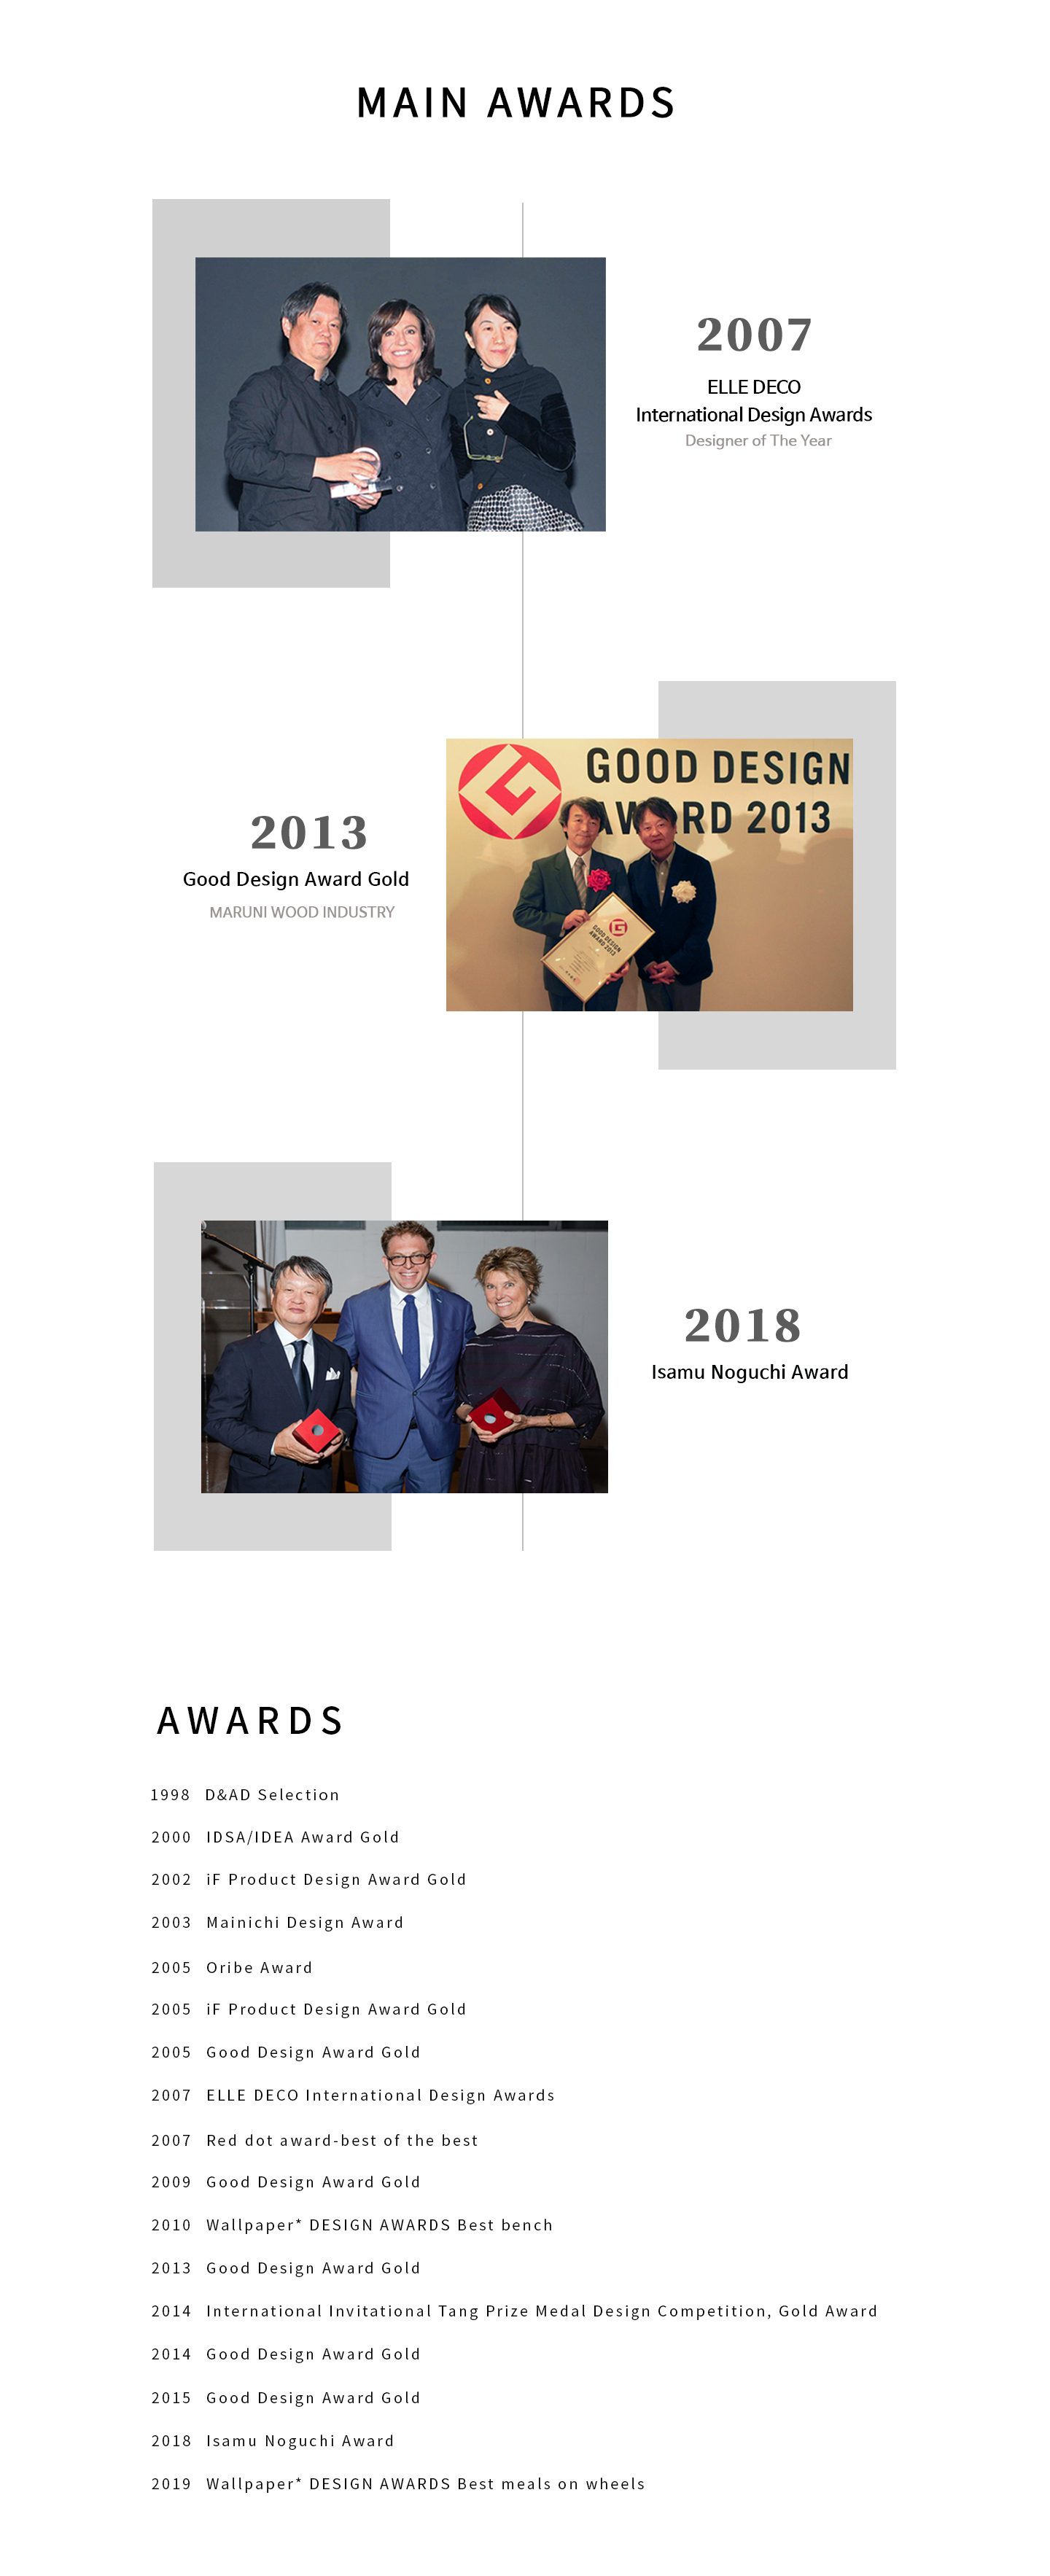 MAIN AWARDS
2007
ELLE DECO
International Design Awards
Designer of The Year
GOOD DESIGN
AWARD 2013
GOOD DESIGN
AWARD 2013
2013
Good Design Award Gold
MARUNI WOOD INDUSTRY
2018
Isamu Noguchi Award
AWARDS
1998 D&AD Selection
2000 IDSA/IDEA Award Gold
2002 iF Product Design Award Gold
2003 Mainichi Design Award
2005 Oribe Award
2005 iF Product Design Award Gold
2005 Good Design Award Gold
2007 ELLE DECO International Design Awards
2007 Red dot award-best of the best
2009 Good Design Award Gold
2010 Wallpaper* DESIGN AWARDS Best bench
2013 Good Design Award Gold
2014 International Invitational Tang Prize Medal Design Competition, Gold Award
2014 Good Design Award Gold
2015 Good Design Award Gold
2018 Isamu Noguchi Award
2019 Wallpaper* DESIGN AWARDS Best meals on wheels